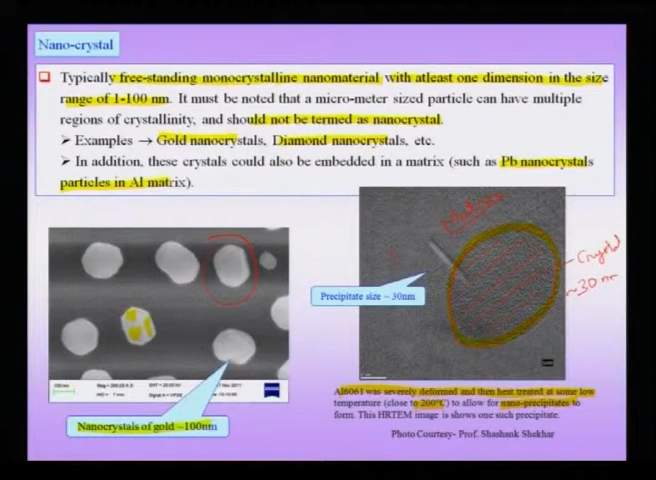 Nano-crystal
Typically free-standing monocrystalline nanomaterial with atleast one dimension in the size
range of 1-100 nm. It must be noted that a micro-meter sized particle can have multiple
regions of crystallinity, and should not be termed as nanocrystal.
➢ Examples → Gold nanocrystals, Diamond nanocrystals, etc.
➢ In addition, these crystals could also be embedded in a matrix (such as Pb nanocrystals
particles in Al matrix).
Matrix
Crystal
~30 nm
Precipitate size ~ 30nm
Nanocrystals of gold ~100nm
Al6061 was severely deformed and then heat treated at some low
temperature (close to 200°C) to allow for nano-precipitates to
form. This HRTEM image is shows one such precipitate.
Photo Courtesy- Prof. Shashank Shekhar